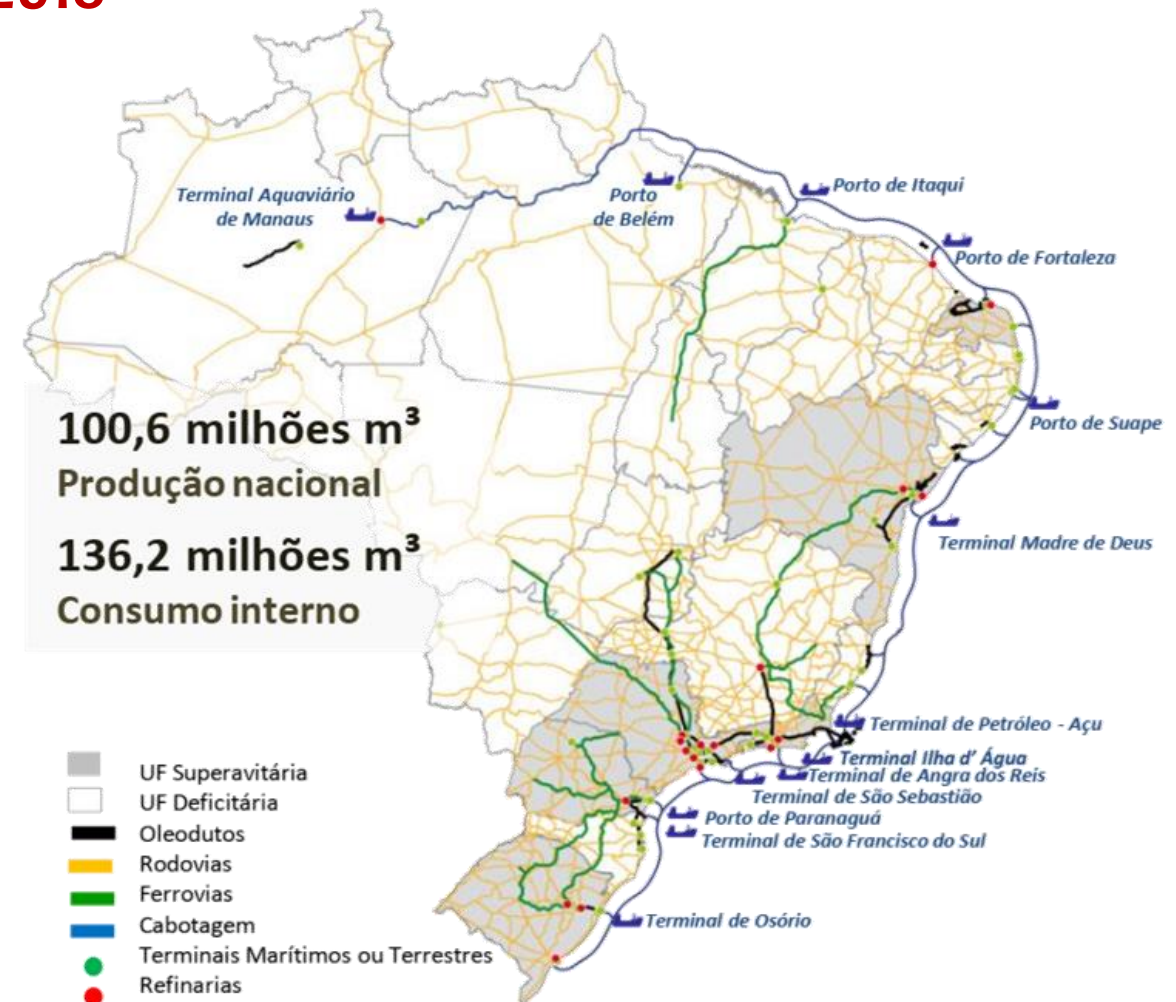 Terminal Aquaviário
de Manaus
Porto
de Belém
Porto de Itaqui
Porto de Fortaleza
Porto de Suape
100,6 milhões m³
Produção nacional
136,2 milhões m³
Consumo interno
Terminal Madre de Deus
Terminal de Petróleo - Açu
Terminal Ilha d' Água
Terminal de Angra dos Reis
Terminal de São Sebastião
Porto de Paranaguá
Terminal de São Francisco do Sul
Terminal de Osório
UF Superavitária
UF Deficitária
Oleodutos
Rodovias
Ferrovias
Cabotagem
Terminais Marítimos ou Terrestres
Refinarias